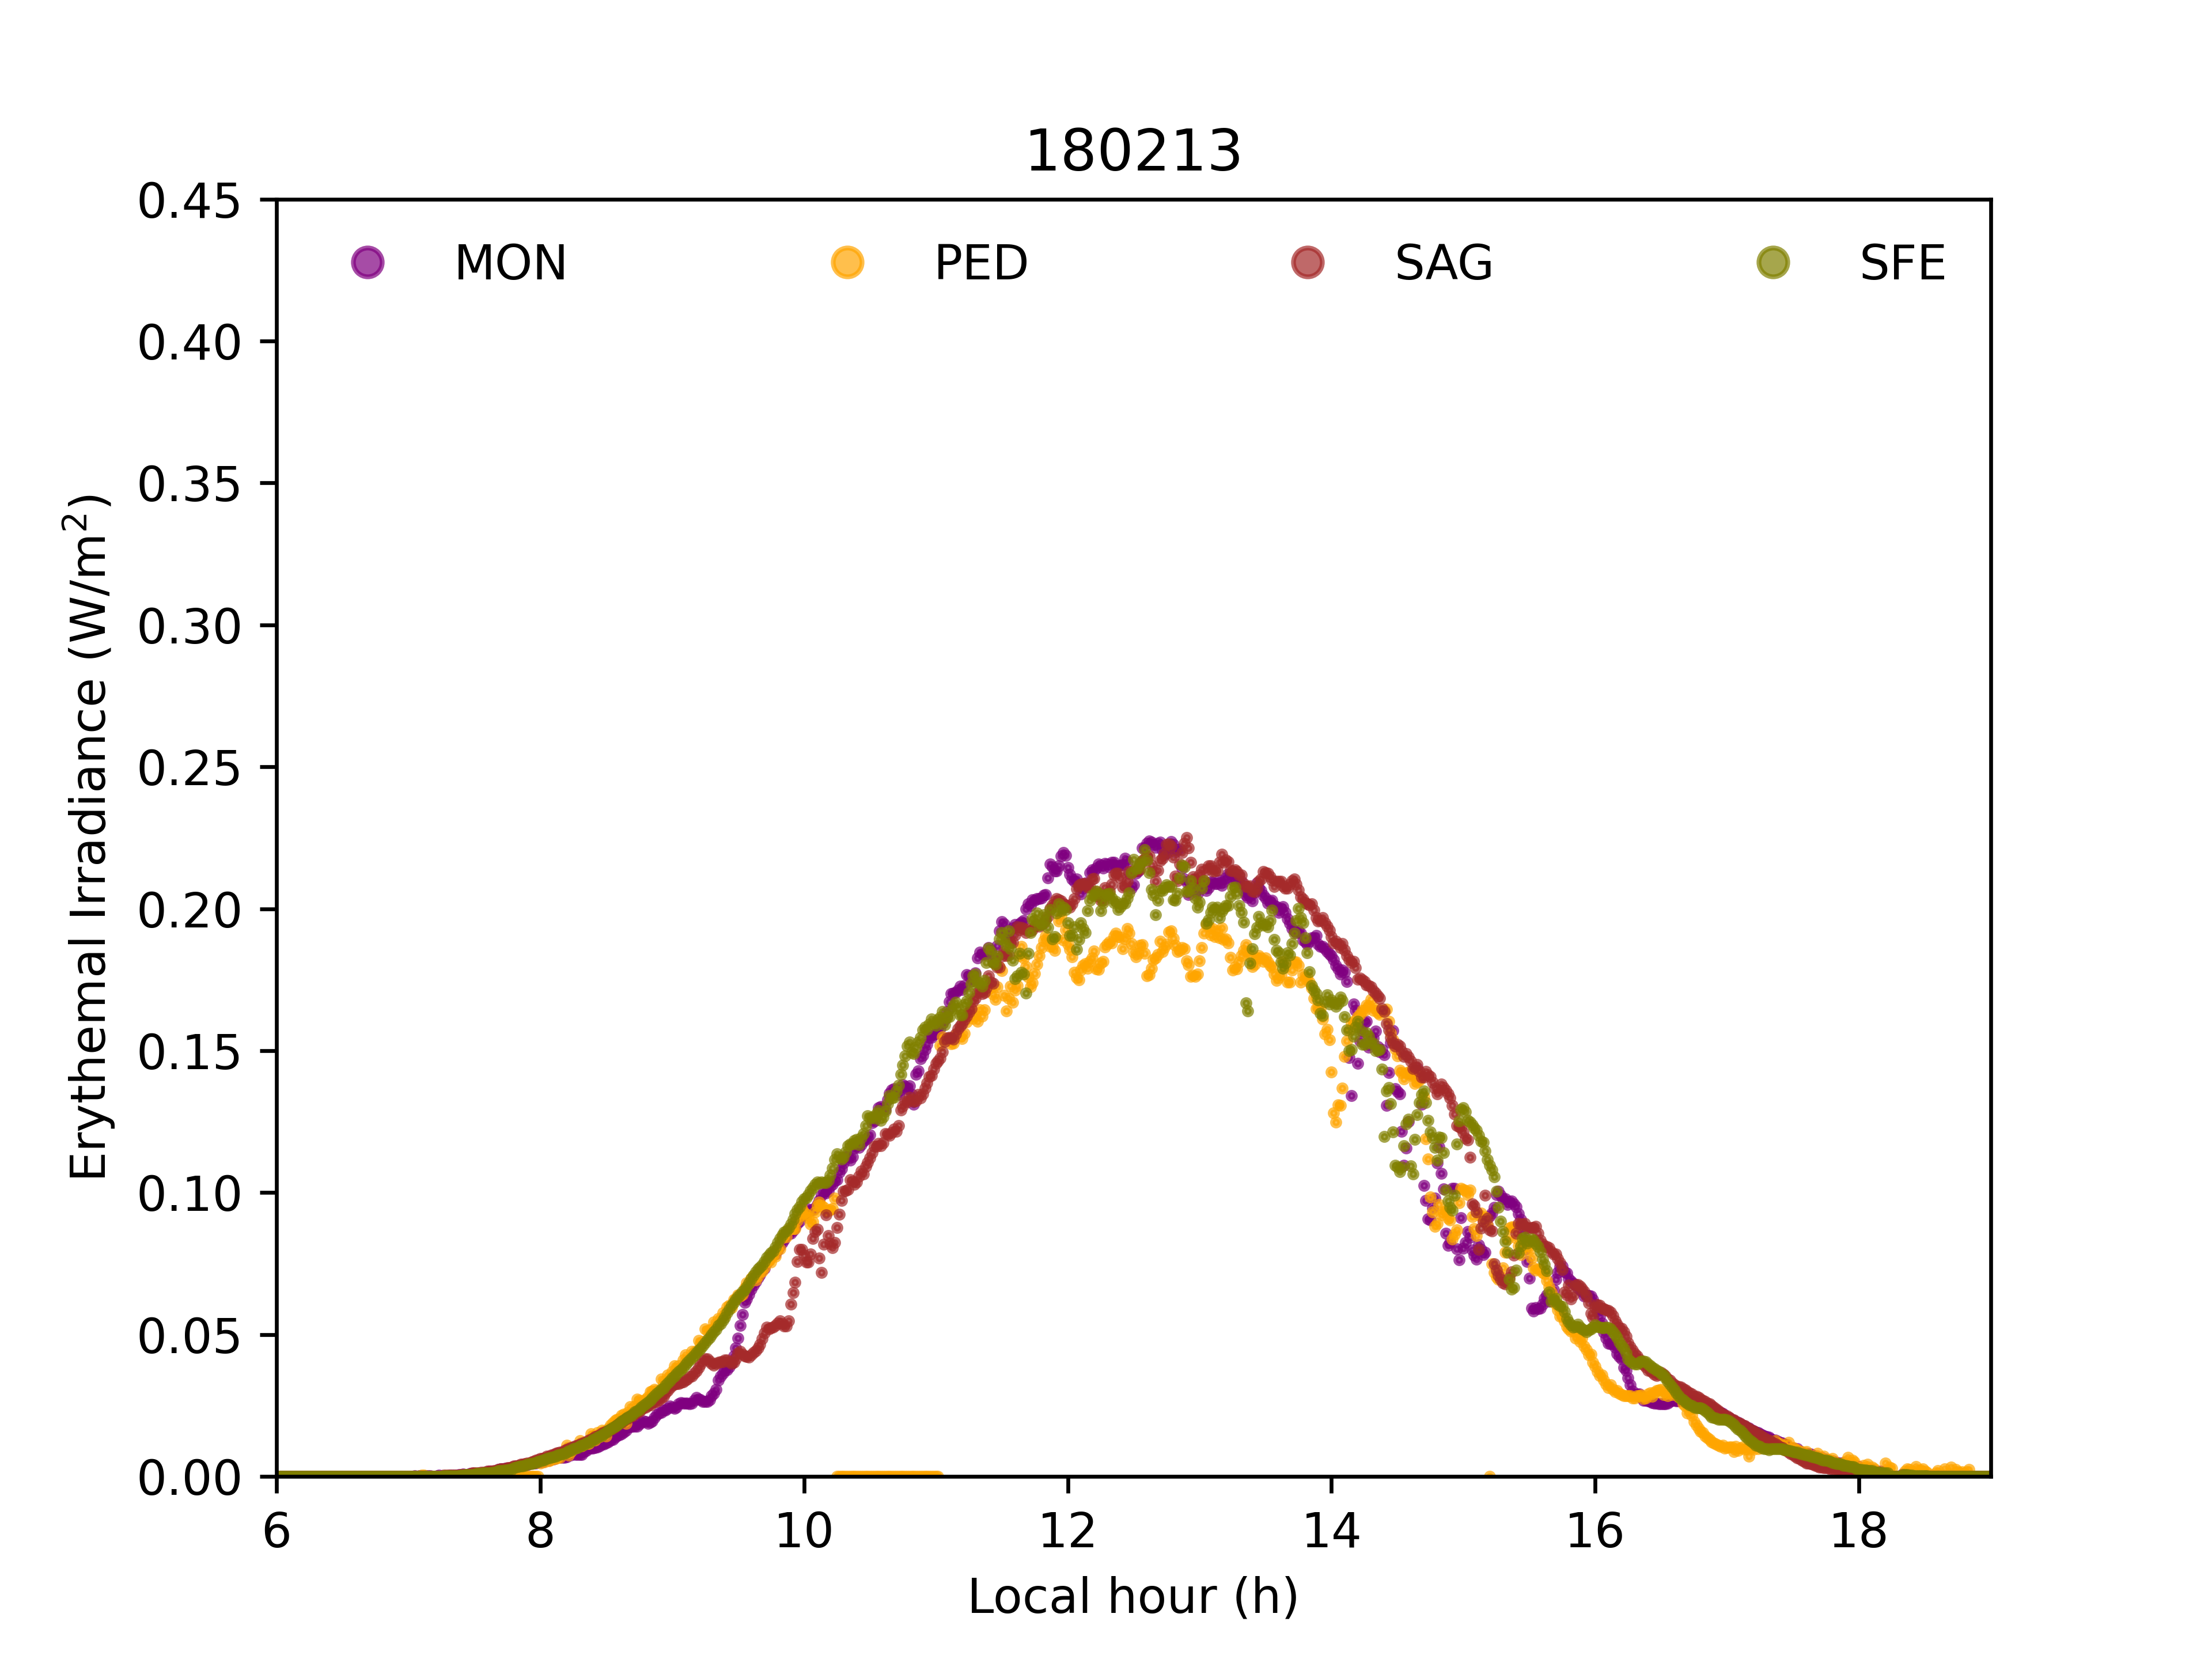 180213
MON PED SAG SFE
0.45
0.40
0.35
0.30
0.25
0.20
0.15
0.10
0.05
0.00
Erythemal Irradiance (W/m²)
6 8 10 12 14 16 18
Local hour (h)